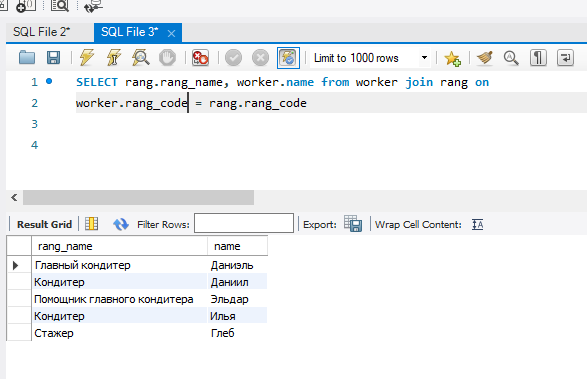 SQL File 2*
SQL File 3*
Limit to 1000 rows
1 SELECT rang.rang_name, worker.name from worker join rang on
2 worker.rang_code = rang.rang_code
3
4
Result Grid Filter Rows: Export: Wrap Cell Content: IA
rang_name name
Главный кондитер Даниэль
Кондитер Даниил
Помощник главного кондитера Эльдар
Кондитер Илья
Стажер Глеб